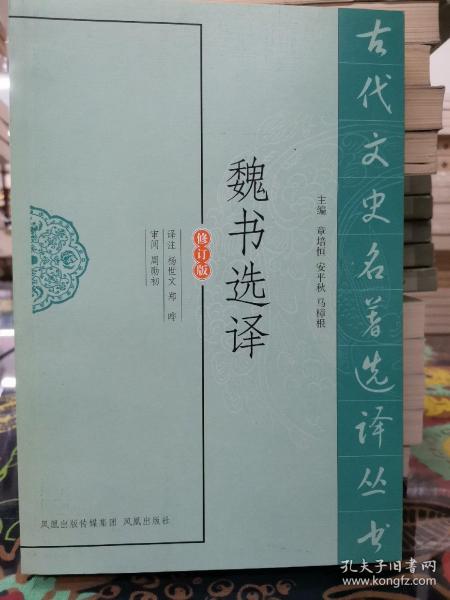 古代文史名著选译丛书
主编 章培恒 安平秋 马樟根
魏书选译
修订版
译注 杨世文 郑晔
审阅 周勋初
凤凰出版传媒集团 凤凰出版社
孔夫子旧书网
www.kongfz.com